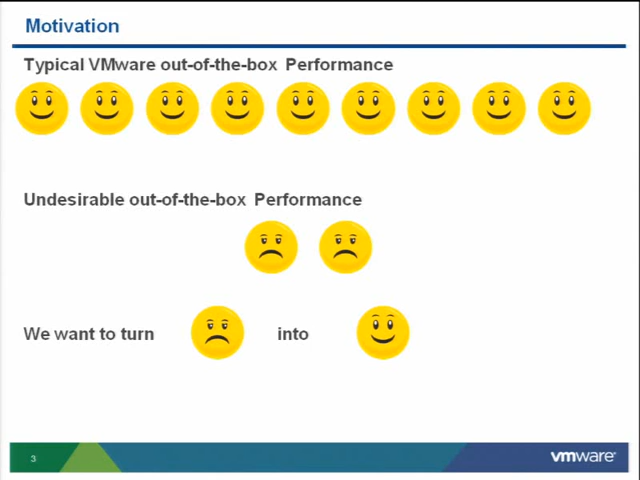 Motivation
Typical VMware out-of-the-box Performance
Undesirable out-of-the-box Performance
We want to turn into
3
vmware